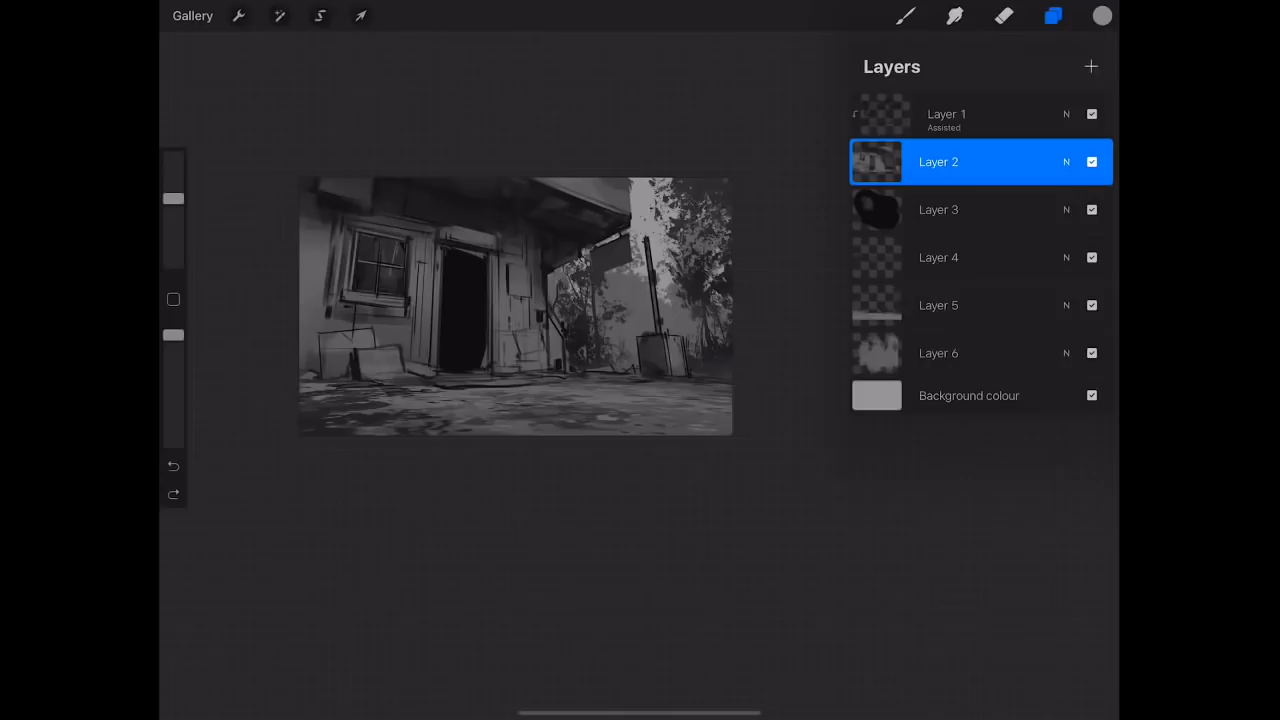 Gallery
Layers
Layer 1
N
Assisted
Layer 2
N
Layer 3
N
Layer 4
N
Layer 5
N
Layer 6
N
Background colour